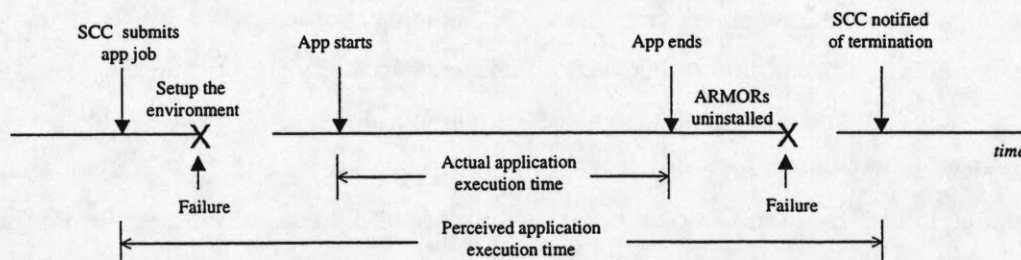 SCC submits
app job
App starts
App ends
SCC notified
of termination
Setup the
environment
ARMORs
uninstalled
X
X
time
Actual application
execution time
Failure
Failure
Perceived application
execution time